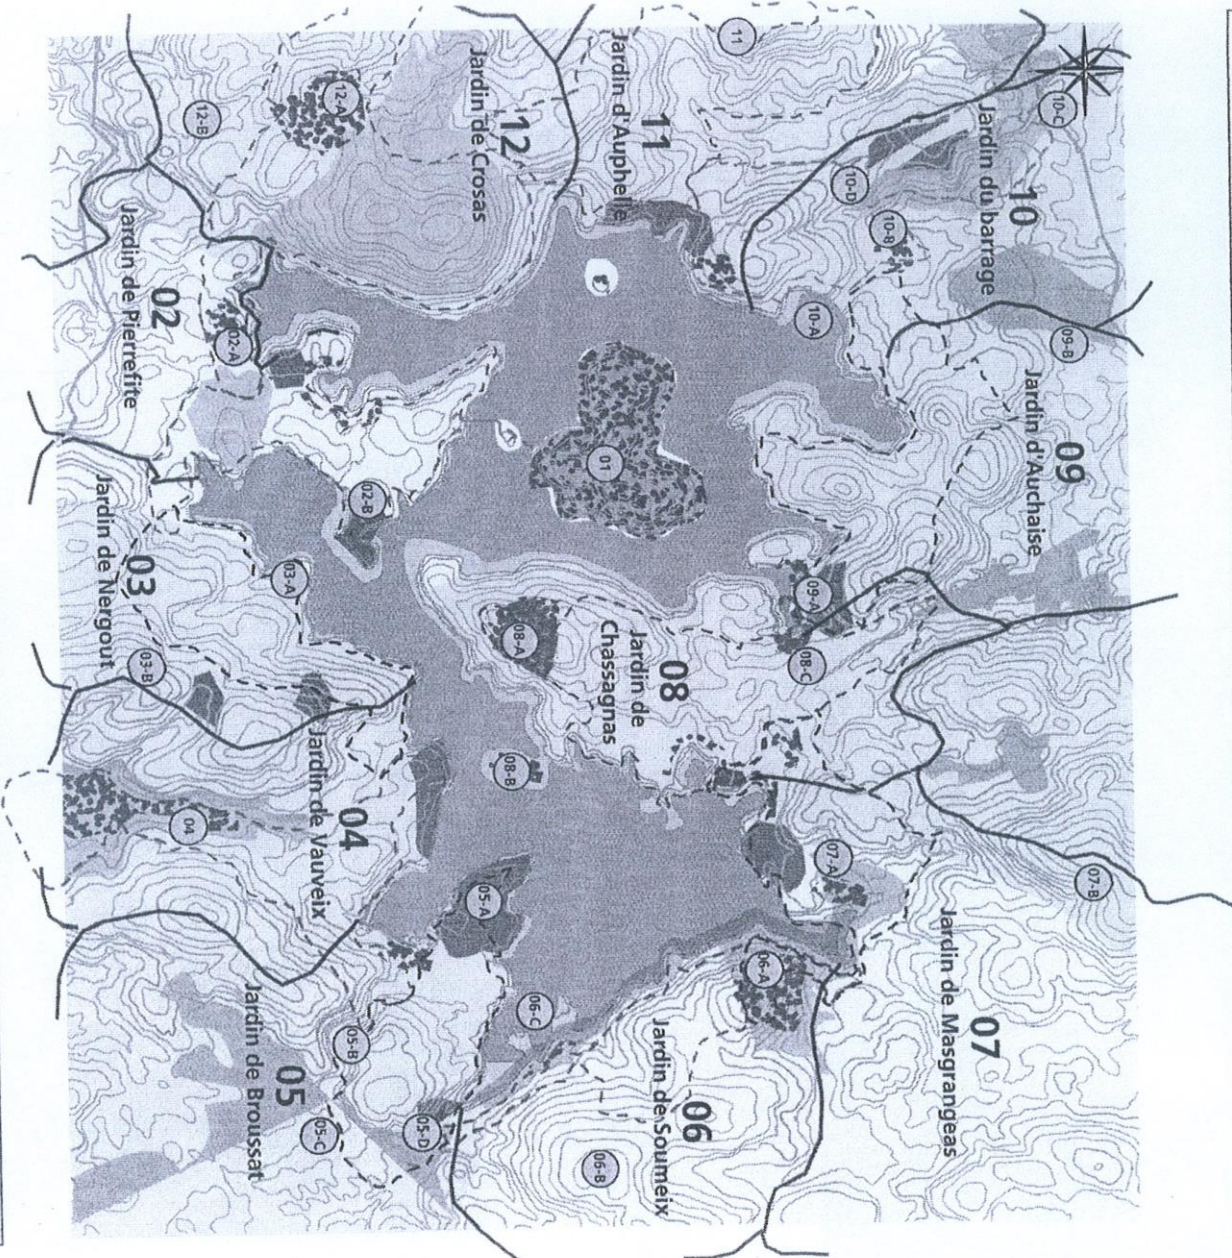 11
Jardin d'Auphelle
11
12
Jardin de Crosas
12-A
12-B
10
Jardin du barrage
10-A
10-B
10-C
10-D
09
Jardin d'Auchaise
09-A
09-B
01
02
Jardin de Pierrefite
02-A
02-B
03
Jardin de Nergout
03-A
03-B
08
Jardin de
Chassagnas
08-A
08-B
08-C
04
Jardin de Vauveix
04
07
Jardin de Masgrangeas
07-A
07-B
05
Jardin de Broussat
05-A
05-B
05-C
05-D
06
Jardin de Soumeix
06-A
06-B
06-C